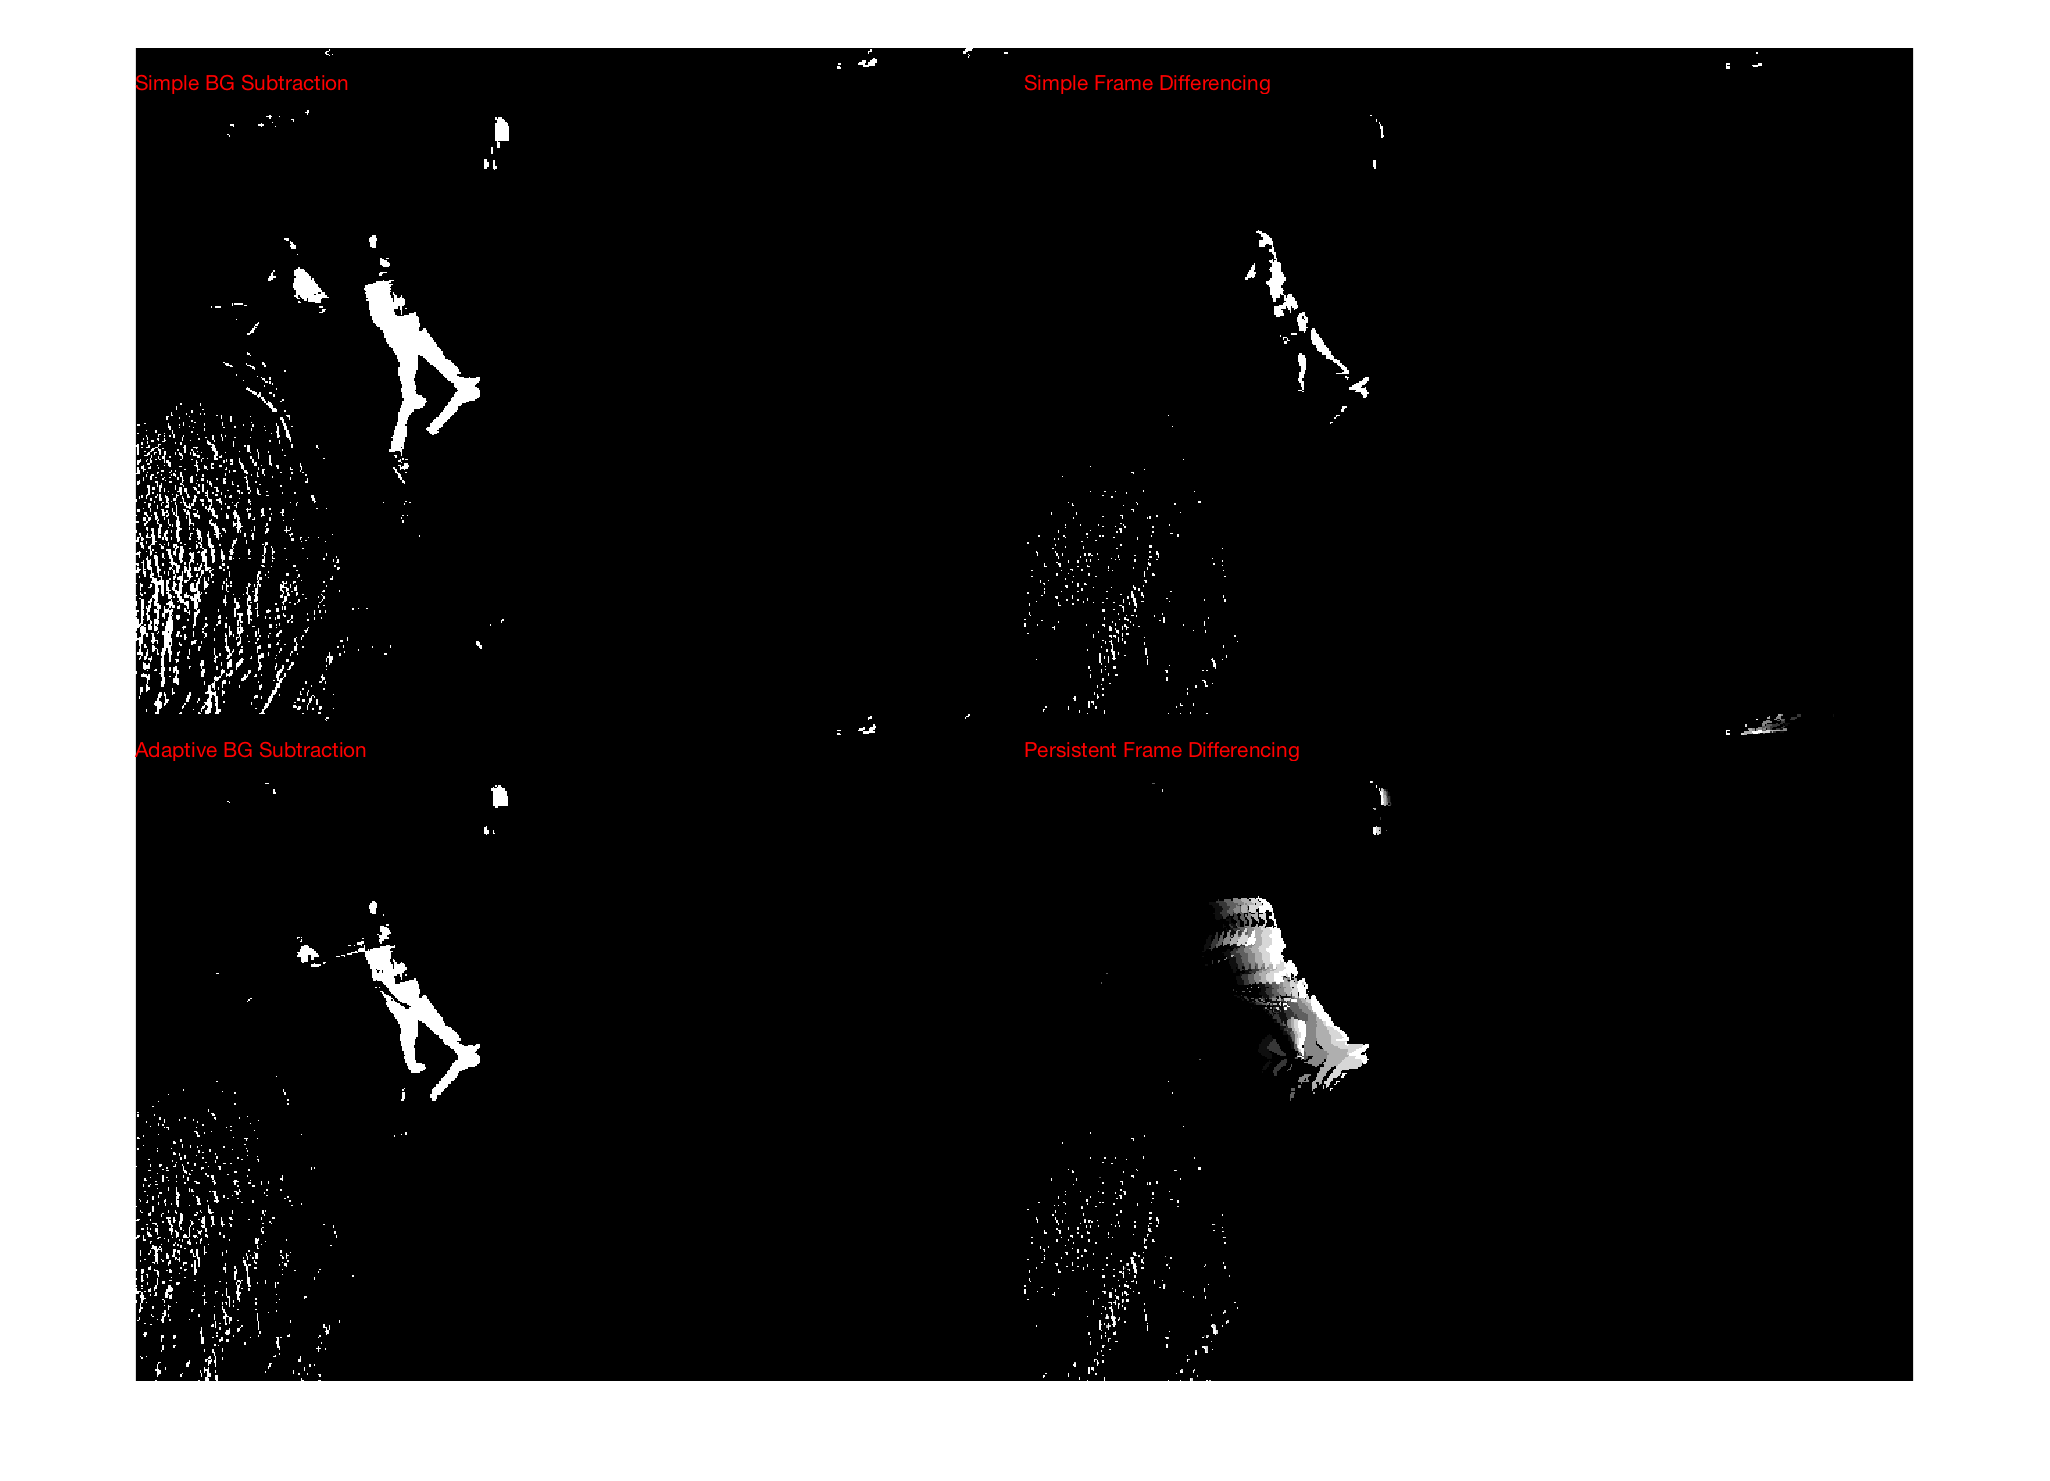 Simple BG Subtraction
Simple Frame Differencing
Adaptive BG Subtraction
Persistent Frame Differencing